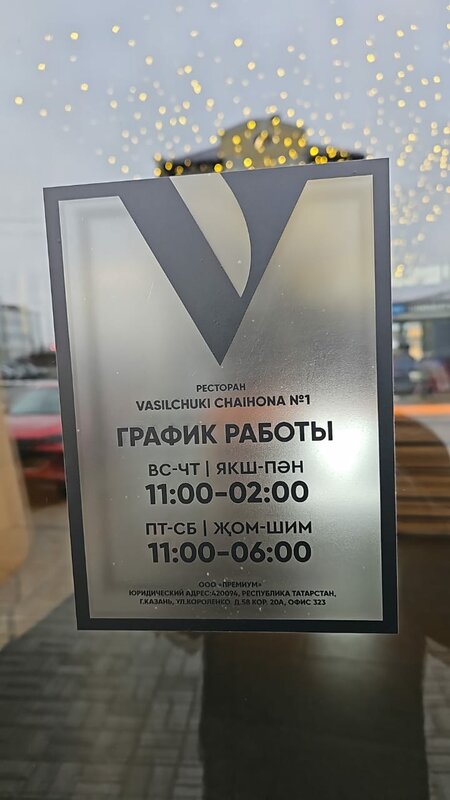 РЕСТОРАН
VASILCHUKI CHAIHONA №1
ГРАФИК РАБОТЫ
ВС-ЧТ | ЯКШ-ПӘН
11:00-02:00
ПТ-СБ | ҖОМ-ШИМ
11:00-06:00
ООО «ПРЕМИУМ»
ЮРИДИЧЕСКИЙ АДРЕС:420094, РЕСПУБЛИКА ТАТАРСТАН,
Г.КАЗАНЬ, УЛ.КОРОЛЕНКО, Д.58 КОР. 20А, ОФИС 323